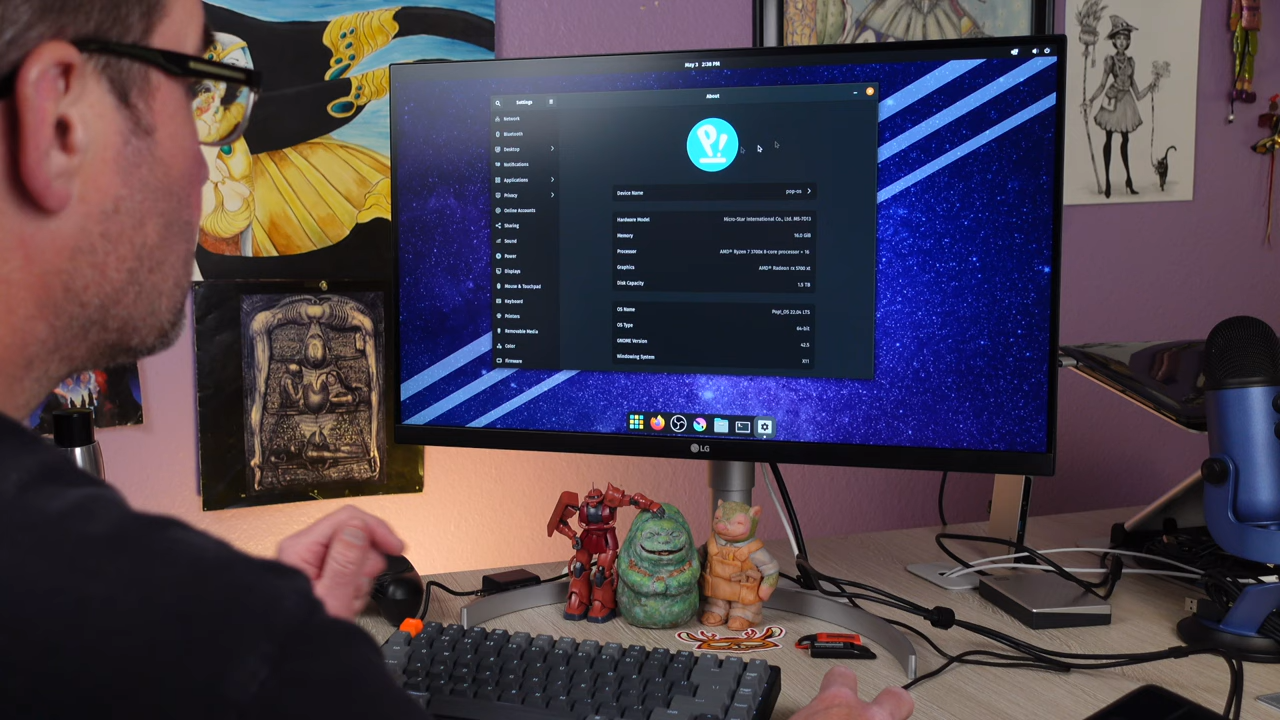 May 3 2:38 PM
Settings
About
Network
Bluetooth
Desktop
Notifications
Applications
Privacy
Online Accounts
Sharing
Sound
Power
Displays
Mouse & Touchpad
Keyboard
Printers
Removable Media
Color
Firmware
P!
Device Name pop-os
Hardware Model Micro-Star International Co., Ltd. MS-7D13
Memory 16.0 GiB
Processor AMD® Ryzen 7 3700x 8-core processor × 16
Graphics AMD® Radeon rx 5700 xt
Disk Capacity 1.5 TB
OS Name Pop!_OS 22.04 LTS
OS Type 64-bit
GNOME Version 42.5
Windowing System X11
LG